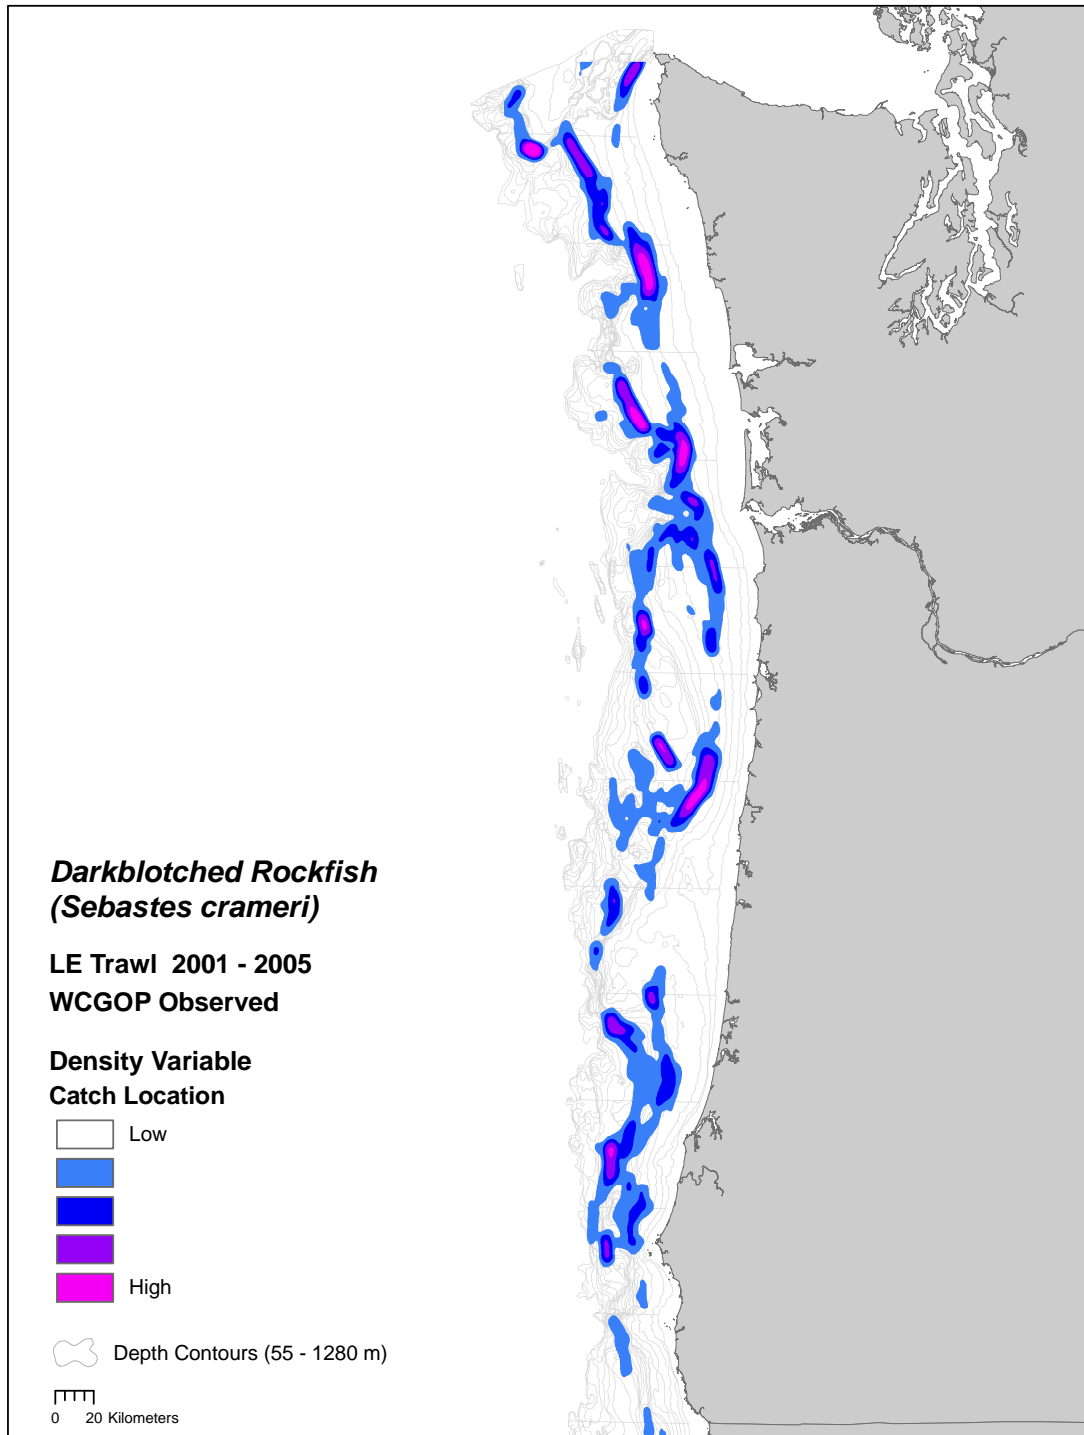 Darkblotched Rockfish
(Sebastes crameri)
LE Trawl 2001 - 2005
WCGOP Observed
Density Variable
Catch Location
Low
High
Depth Contours (55 - 1280 m)
0 20 Kilometers